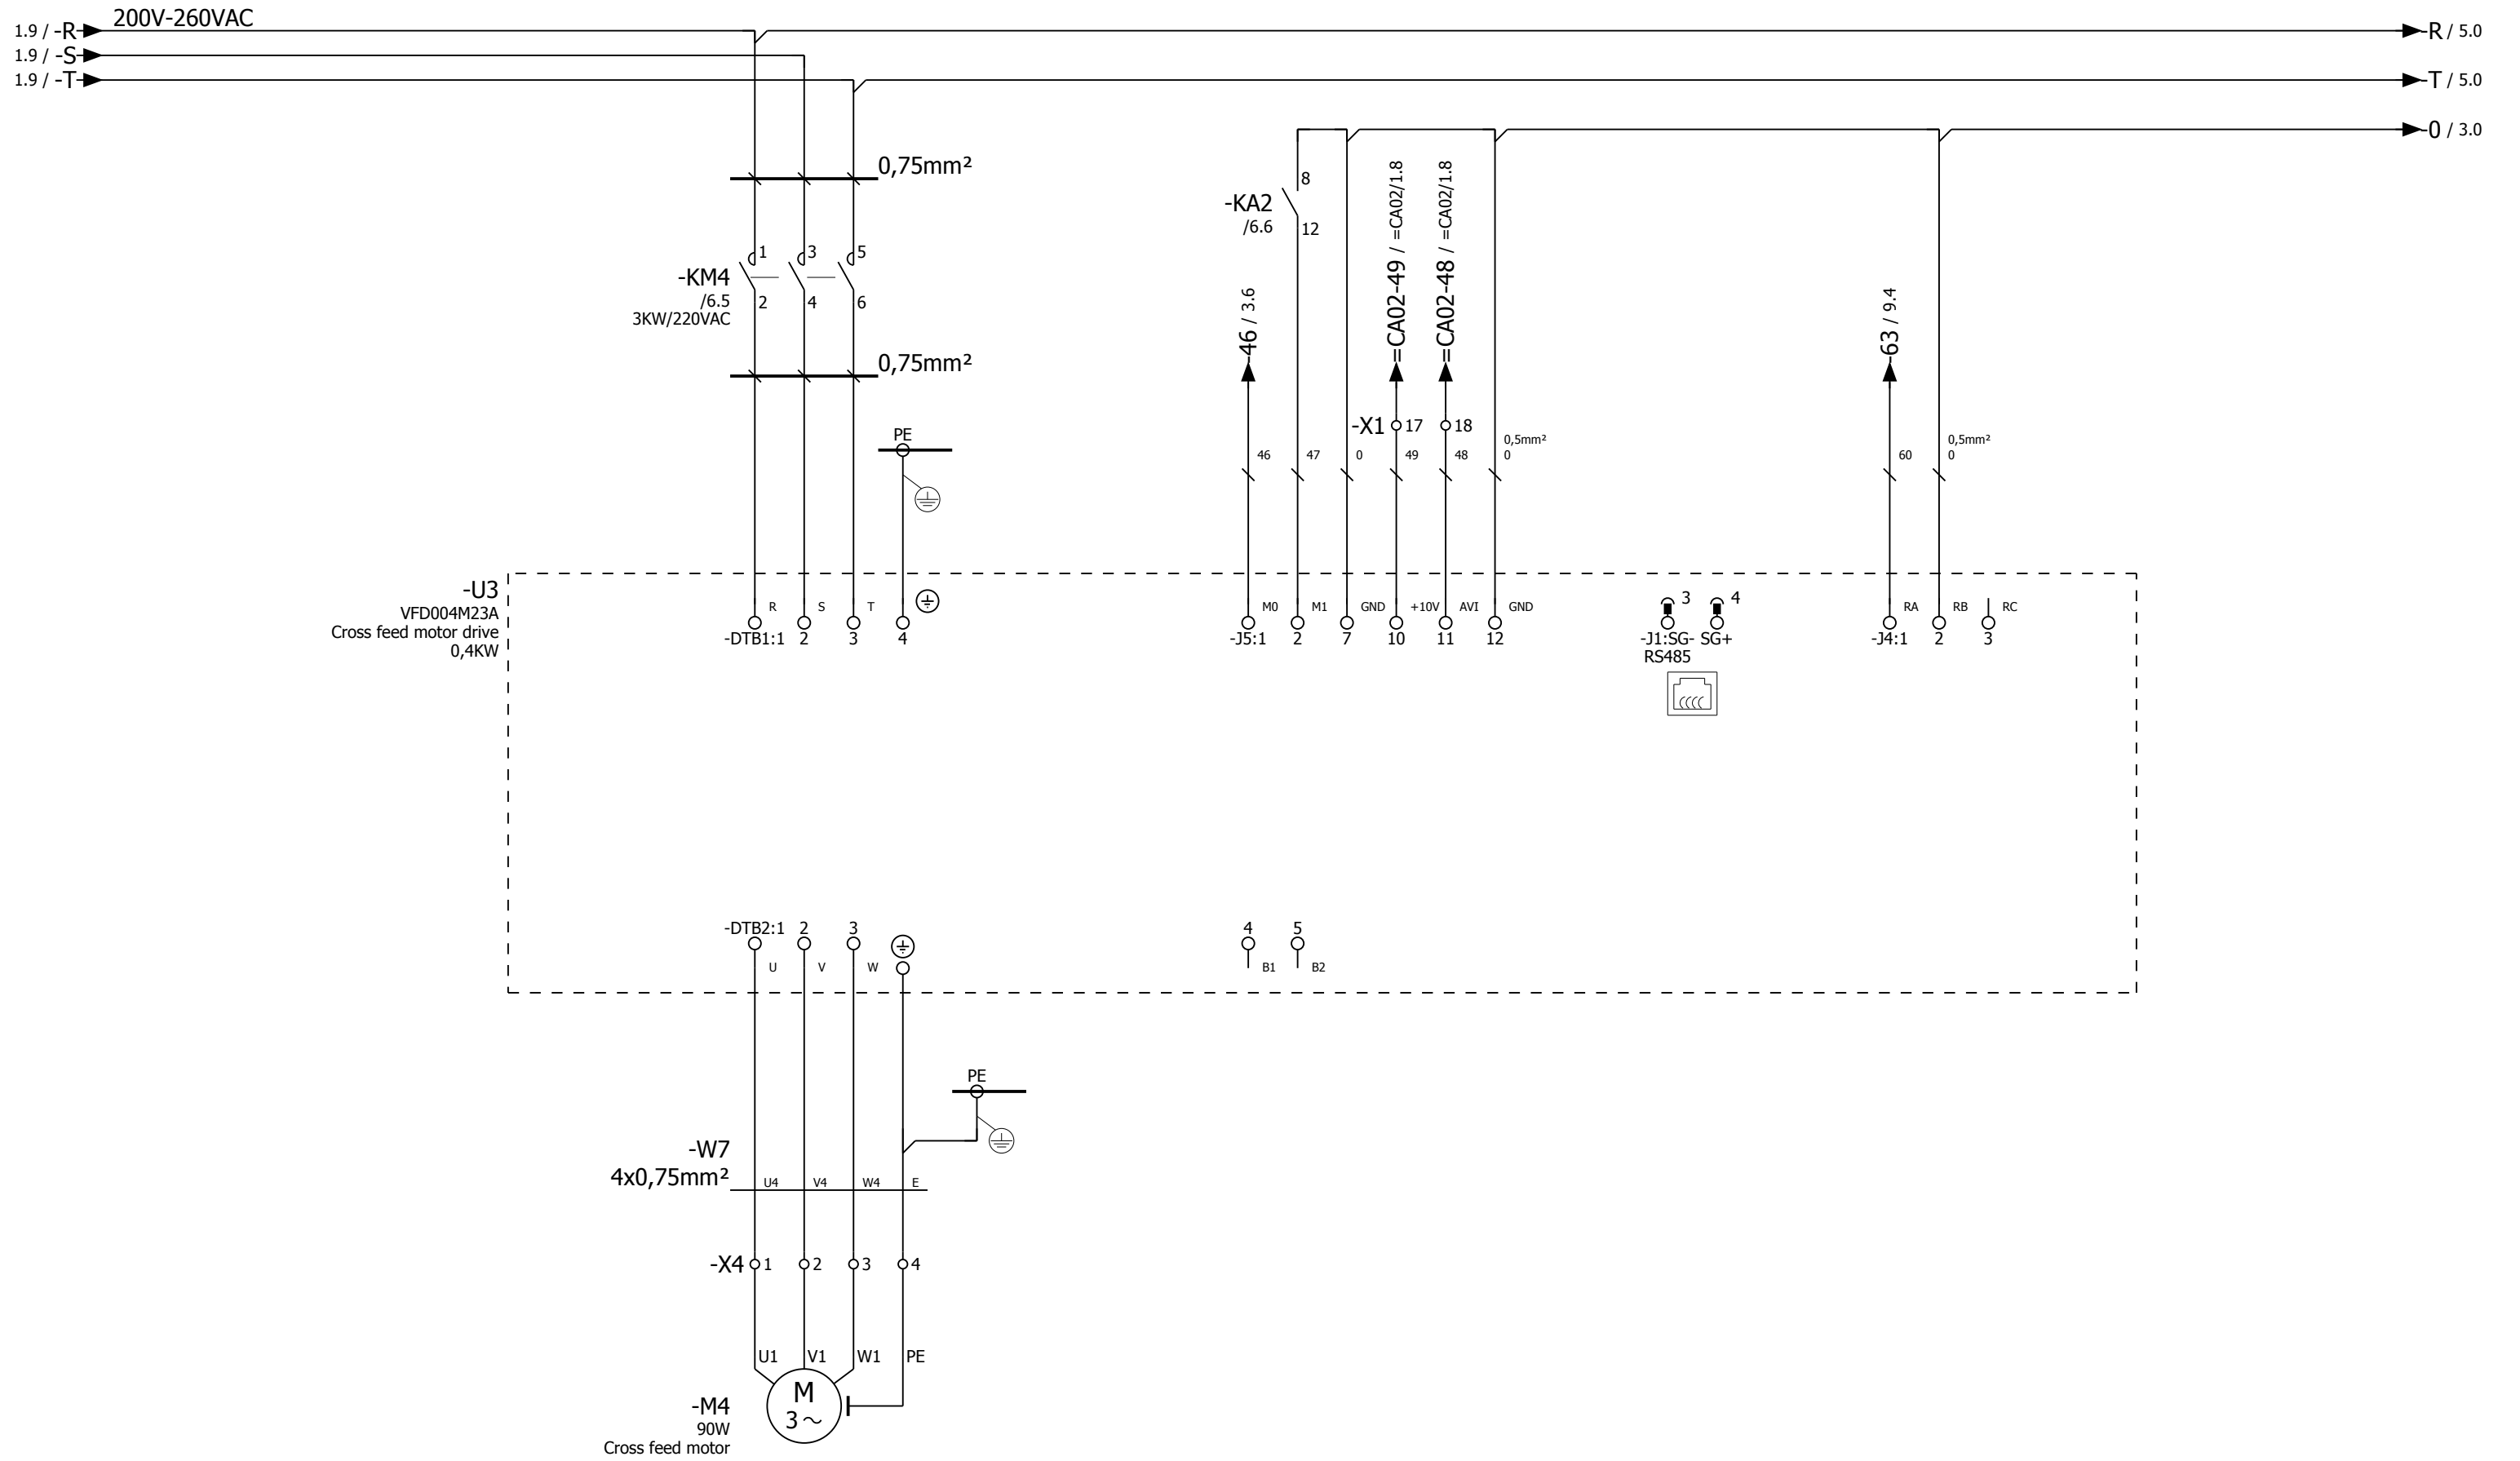 200V-260VAC
1.9 / -R
-R / 5.0
1.9 / -S
1.9 / -T
-T / 5.0
-0 / 3.0
0,75mm²
-KM4
/6.5
3KW/220VAC
1
3
5
2
4
6
0,75mm²
PE
-KA2
/6.6
8
12
-46 / 3.6
=CA02-49 / =CA02/1.8
=CA02-48 / =CA02/1.8
-63 / 9.4
-X1
17
18
46
47
0
49
48
0,5mm²
0
60
0,5mm²
0
-U3
VFD004M23A
Cross feed motor drive
0,4KW
R
S
T
-DTB1:1
2
3
4
M0
M1
GND
+10V
AVI
GND
-J5:1
2
7
10
11
12
3
4
-J1:SG-
SG+
RS485
RA
RB
RC
-J4:1
2
3
-DTB2:1
2
3
U
V
W
4
5
B1
B2
PE
-W7
4x0,75mm²
U4
V4
W4
E
-X4
1
2
3
4
U1
V1
W1
PE
M
3
-M4
90W
Cross feed motor